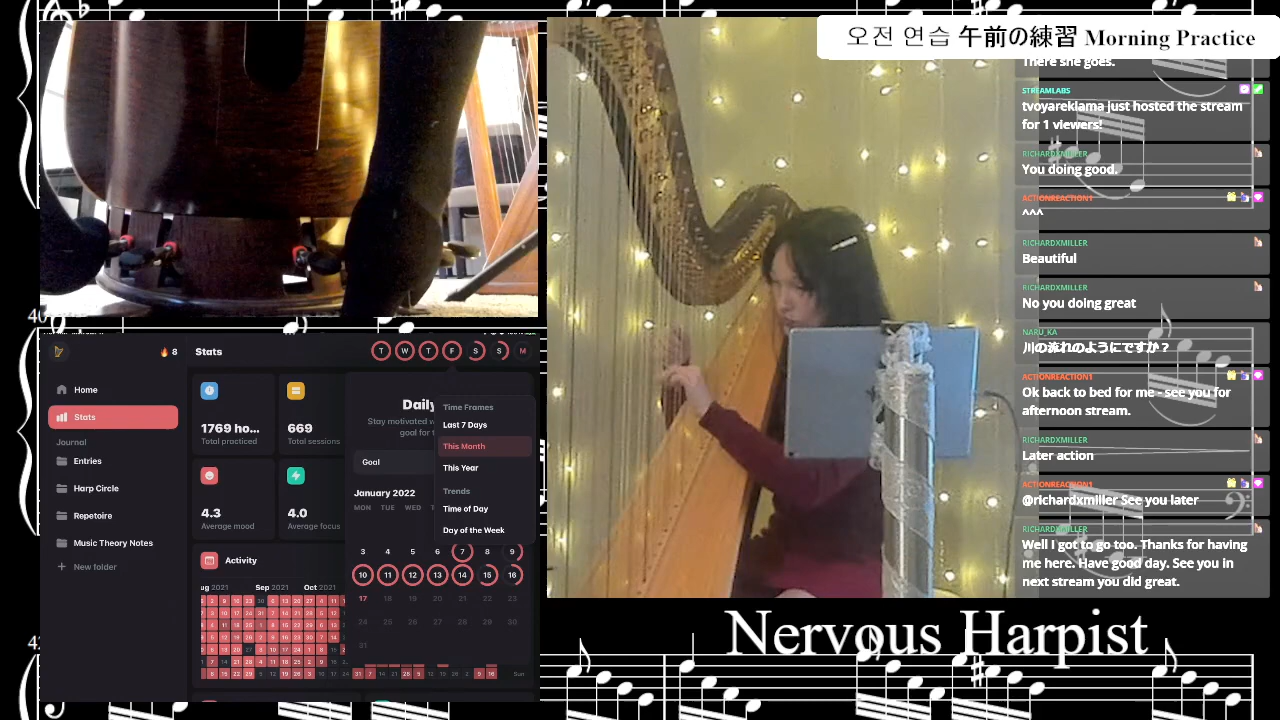 오전 연습 午前の練習 Morning Practice
There she goes.
STREAMLABS
tvoyareklama just hosted the stream
for 1 viewers!
RICHARDXMILLER
You doing good.
ACTIONREACTION1
^^^
RICHARDXMILLER
Beautiful
RICHARDXMILLER
No you doing great
NARU_KA
川の流れのようにですか？
ACTIONREACTION1
Ok back to bed for me - see you for
afternoon stream.
RICHARDXMILLER
Later action
ACTIONREACTION1
@richardxmiller See you later
RICHARDXMILLER
Well I got to go too. Thanks for having
me here. Have good day. See you in
next stream you did great.
Nervous Harpist
8
Stats
T W T F S S M
Home
Stats
Journal
Entries
Harp Circle
Repetoire
Music Theory Notes
New folder
1769 ho...
Total practiced
669
Total sessions
4.3
Average mood
4.0
Average focus
Daily
Stay motivated
goal for
Goal
Time Frames
Last 7 Days
This Month
This Year
Trends
Time of Day
Day of the Week
January 2022
MON TUE WED
3 4 5 6 7 8 9
10 11 12 13 14 15 16
17 18 19 20 21 22 23
24 25 26 27 28 29 30
31
Activity
ug 2021 Sep 2021 Oct 2021
Sun